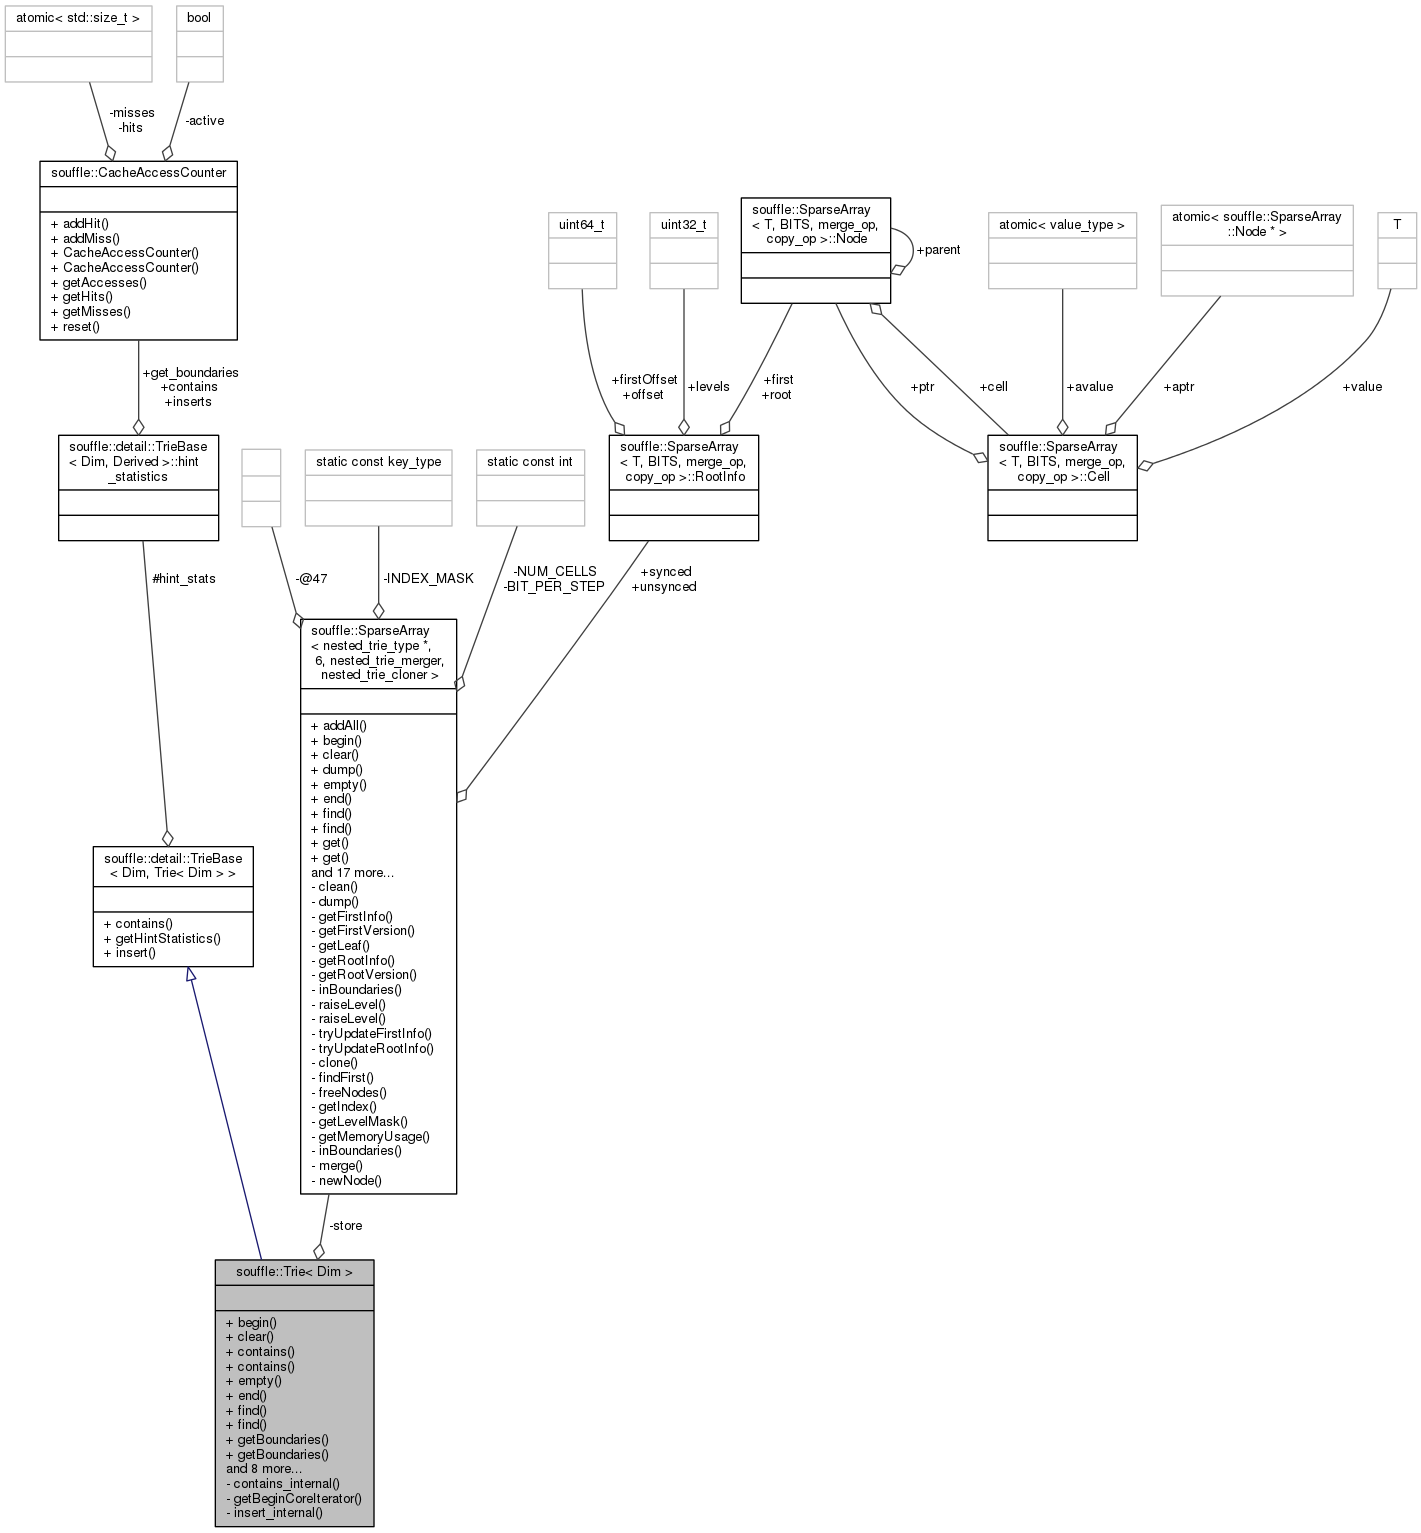 atomic< std::size_t >
bool
-misses
-hits
-active
souffle::CacheAccessCounter
+ addHit()
+ addMiss()
+ CacheAccessCounter()
+ CacheAccessCounter()
+ getAccesses()
+ getHits()
+ getMisses()
+ reset()
uint64_t
uint32_t
souffle::SparseArray
< T, BITS, merge_op,
copy_op >::Node
+parent
atomic< value_type >
atomic< souffle::SparseArray
::Node * >
T
+get_boundaries
+contains
+inserts
+firstOffset
+offset
+levels
+first
+root
+ptr
+cell
+avalue
+aptr
+value
souffle::detail::TrieBase
< Dim, Derived >::hint
_statistics
static const key_type
static const int
souffle::SparseArray
< T, BITS, merge_op,
copy_op >::RootInfo
souffle::SparseArray
< T, BITS, merge_op,
copy_op >::Cell
#hint_stats
-@47
-INDEX_MASK
-NUM_CELLS
-BIT_PER_STEP
+synced
+unsynced
souffle::SparseArray
< nested_trie_type *,
6, nested_trie_merger,
nested_trie_cloner >
+ addAll()
+ begin()
+ clear()
+ dump()
+ empty()
+ end()
+ find()
+ find()
+ get()
+ get()
and 17 more...
- clean()
- dump()
- getFirstInfo()
- getFirstVersion()
- getLeaf()
- getRootInfo()
- getRootVersion()
- inBoundaries()
- raiseLevel()
- raiseLevel()
- tryUpdateFirstInfo()
- tryUpdateRootInfo()
- clone()
- findFirst()
- freeNodes()
- getIndex()
- getLevelMask()
- getMemoryUsage()
- inBoundaries()
- merge()
- newNode()
souffle::detail::TrieBase
< Dim, Trie< Dim > >
+ contains()
+ getHintStatistics()
+ insert()
-store
souffle::Trie< Dim >
+ begin()
+ clear()
+ contains()
+ contains()
+ empty()
+ end()
+ find()
+ find()
+ getBoundaries()
+ getBoundaries()
and 8 more...
- contains_internal()
- getBeginCoreIterator()
- insert_internal()